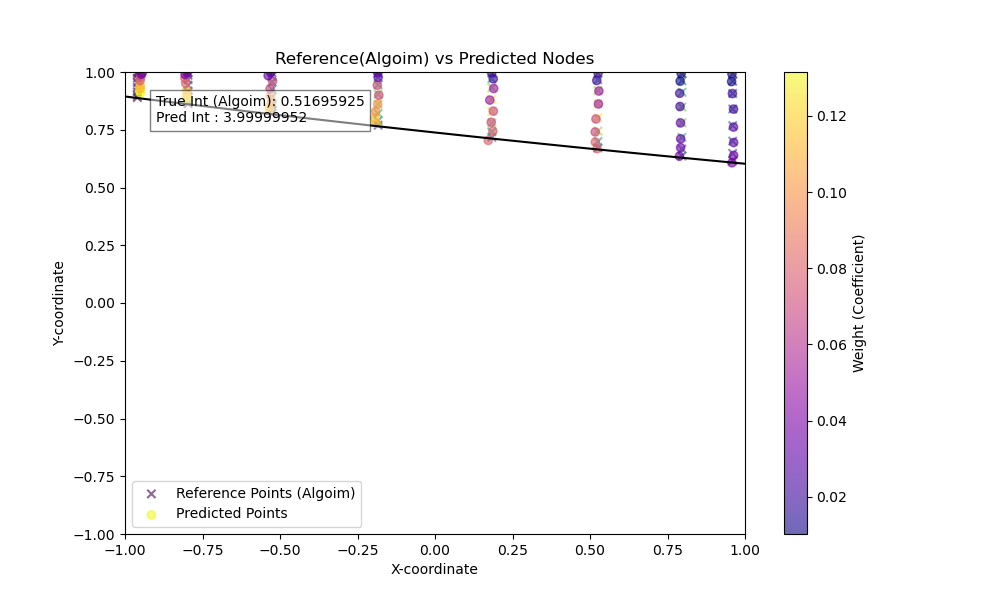 Reference(Algoim) vs Predicted Nodes
True Int (Algoim): 0.51695925
Pred Int : 3.99999952
1.00
0.75
0.50
0.25
0.00
−0.25
−0.50
−0.75
−1.00
Y-coordinate
Reference Points (Algoim)
Predicted Points
−1.00 −0.75 −0.50 −0.25 0.00 0.25 0.50 0.75 1.00
X-coordinate
0.12
0.10
0.08
0.06
0.04
0.02
Weight (Coefficient)